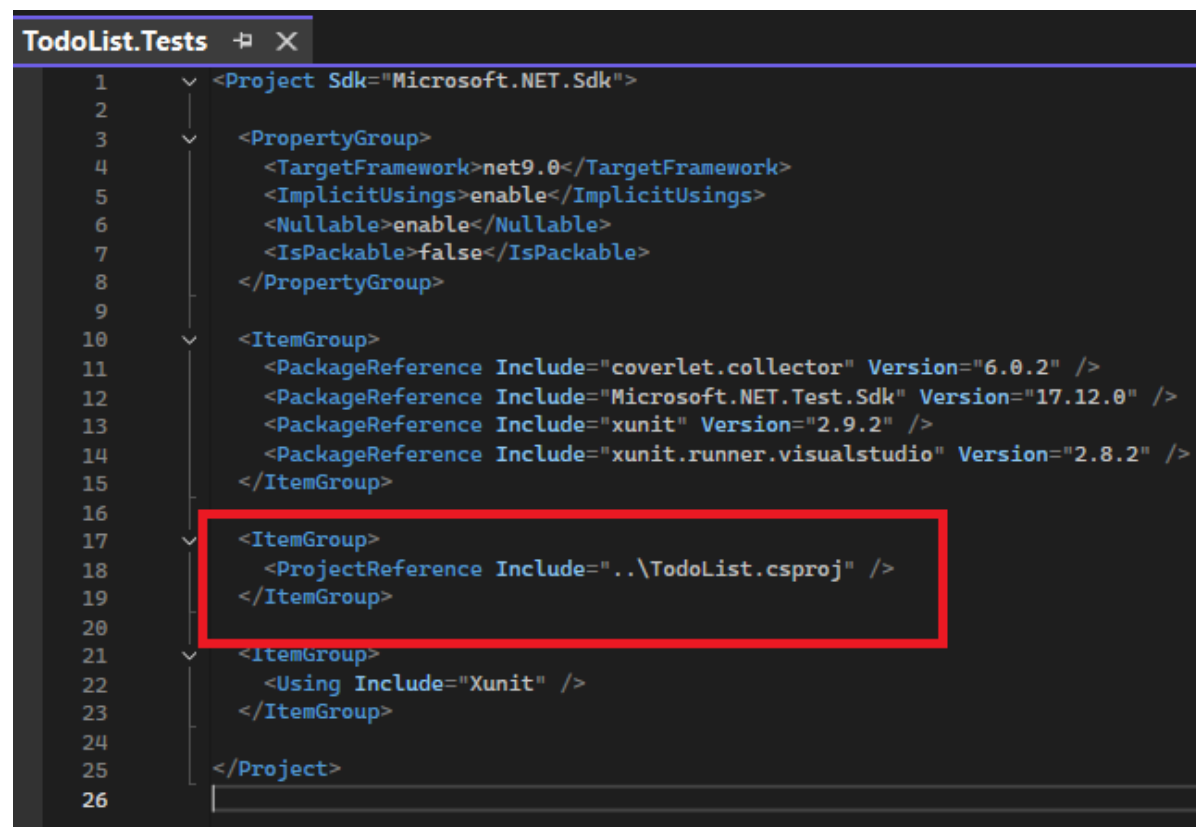 TodoList.Tests
1 <Project Sdk="Microsoft.NET.Sdk">
2
3 <PropertyGroup>
4 <TargetFramework>net9.0</TargetFramework>
5 <ImplicitUsings>enable</ImplicitUsings>
6 <Nullable>enable</Nullable>
7 <IsPackable>false</IsPackable>
8 </PropertyGroup>
9
10 <ItemGroup>
11 <PackageReference Include="coverlet.collector" Version="6.0.2" />
12 <PackageReference Include="Microsoft.NET.Test.Sdk" Version="17.12.0" />
13 <PackageReference Include="xunit" Version="2.9.2" />
14 <PackageReference Include="xunit.runner.visualstudio" Version="2.8.2" />
15 </ItemGroup>
16
17 <ItemGroup>
18 <ProjectReference Include="..\TodoList.csproj" />
19 </ItemGroup>
20
21 <ItemGroup>
22 <Using Include="Xunit" />
23 </ItemGroup>
24
25 </Project>
26